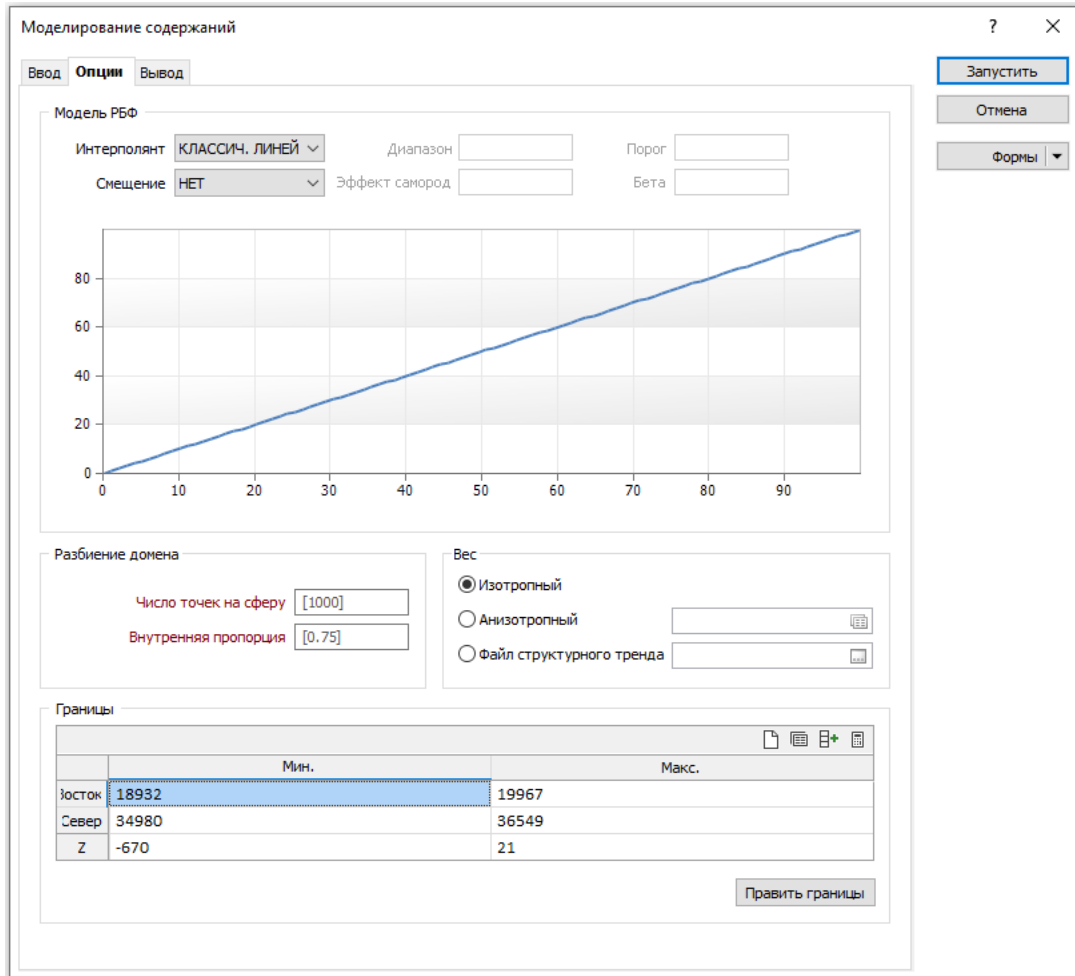 Моделирование содержаний
?
Ввод Опции Вывод
Запустить
Отмена
Формы
Модель РБФ
Интерполянт КЛАССИЧ. ЛИНЕЙ Диапазон Порог
Смещение НЕТ Эффект самород Бета
80
60
40
20
0
0 10 20 30 40 50 60 70 80 90
Разбиение домена
Число точек на сферу [1000]
Внутренняя пропорция [0.75]
Вес
Изотропный
Анизотропный
Файл структурного тренда
Границы
Мин. Макс.
Восток 18932 19967
Север 34980 36549
Z -670 21
Править границы